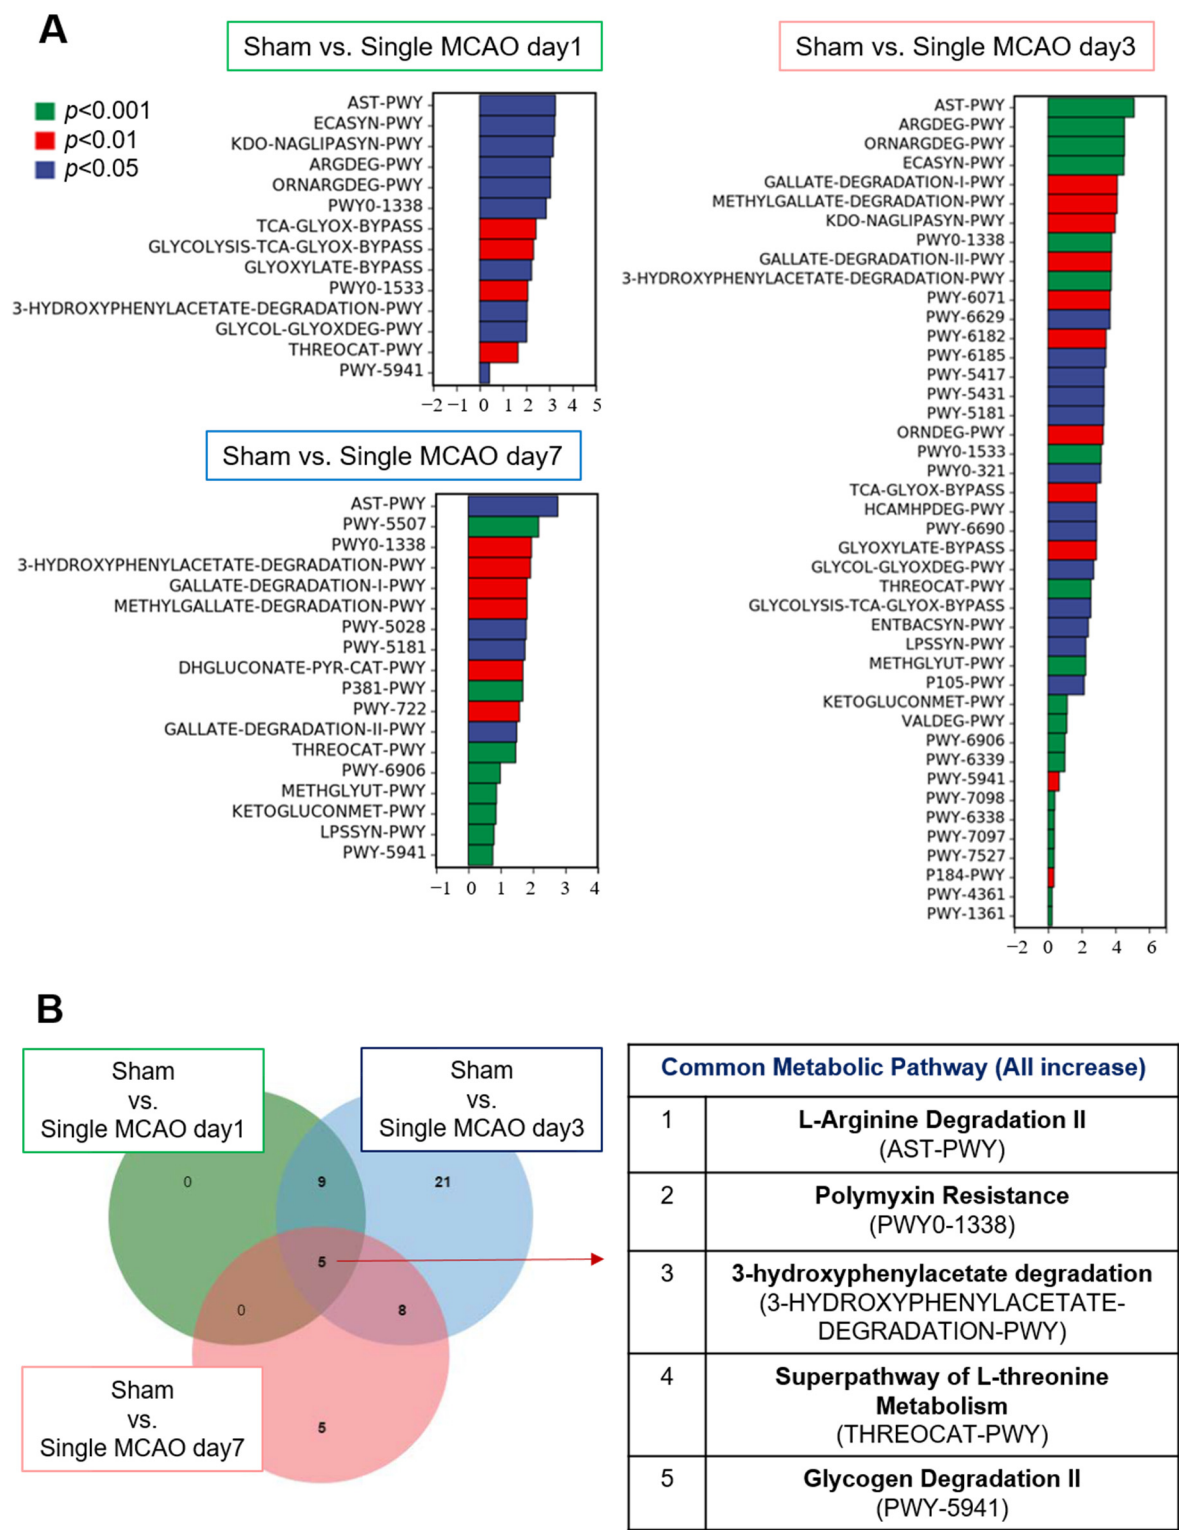 A
Sham vs. Single MCAO day1
p<0.001
p<0.01
p<0.05
AST-PWY
ECASYN-PWY
KDO-NAGLIPASYN-PWY
ARGDEG-PWY
ORNARGDEG-PWY
PWY0-1338
TCA-GLYOX-BYPASS
GLYCOLYSIS-TCA-GLYOX-BYPASS
GLYOXYLATE-BYPASS
PWY0-1533
3-HYDROXYPHENYLACETATE-DEGRADATION-PWY
GLYCOL-GLYOXDEG-PWY
THREOCAT-PWY
PWY-5941
−2 −1 0 1 2 3 4 5
Sham vs. Single MCAO day7
AST-PWY
PWY-5507
PWY0-1338
3-HYDROXYPHENYLACETATE-DEGRADATION-PWY
GALLATE-DEGRADATION-I-PWY
METHYLGALLATE-DEGRADATION-PWY
PWY-5028
PWY-5181
DHGLUCONATE-PYR-CAT-PWY
P381-PWY
PWY-722
GALLATE-DEGRADATION-II-PWY
THREOCAT-PWY
PWY-6906
METHGLYUT-PWY
KETOGLUCONMET-PWY
LPSSYN-PWY
PWY-5941
−1 0 1 2 3 4
Sham vs. Single MCAO day3
AST-PWY
ARGDEG-PWY
ORNARGDEG-PWY
ECASYN-PWY
GALLATE-DEGRADATION-I-PWY
METHYLGALLATE-DEGRADATION-PWY
KDO-NAGLIPASYN-PWY
PWY0-1338
GALLATE-DEGRADATION-II-PWY
3-HYDROXYPHENYLACETATE-DEGRADATION-PWY
PWY-6071
PWY-6629
PWY-6182
PWY-6185
PWY-5417
PWY-5431
PWY-5181
ORNDEG-PWY
PWY0-1533
PWY0-321
TCA-GLYOX-BYPASS
HCAMHPDEG-PWY
PWY-6690
GLYOXYLATE-BYPASS
GLYCOL-GLYOXDEG-PWY
THREOCAT-PWY
GLYCOLYSIS-TCA-GLYOX-BYPASS
ENTBACSYN-PWY
LPSSYN-PWY
METHGLYUT-PWY
P105-PWY
KETOGLUCONMET-PWY
VALDEG-PWY
PWY-6906
PWY-6339
PWY-5941
PWY-7098
PWY-6338
PWY-7097
PWY-7527
P184-PWY
PWY-4361
PWY-1361
−2 0 2 4 6
B
Sham
vs.
Single MCAO day1
Sham
vs.
Single MCAO day3
0
9
21
5
0
8
Sham
vs.
Single MCAO day7
5
Common Metabolic Pathway (All increase)
1
L-Arginine Degradation II
(AST-PWY)
2
Polymyxin Resistance
(PWY0-1338)
3
3-hydroxyphenylacetate degradation
(3-HYDROXYPHENYLACETATE-
DEGRADATION-PWY)
4
Superpathway of L-threonine
Metabolism
(THREOCAT-PWY)
5
Glycogen Degradation II
(PWY-5941)